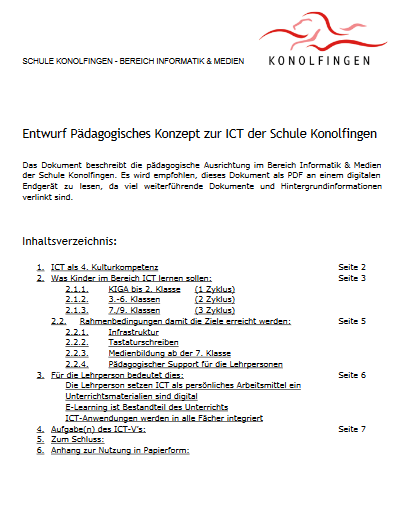 SCHULE KONOLFINGEN - BEREICH INFORMATIK & MEDIEN
KONOLFINGEN
Entwurf Pädagogisches Konzept zur ICT der Schule Konolfingen
Das Dokument beschreibt die pädagogische Ausrichtung im Bereich Informatik & Medien
der Schule Konolfingen. Es wird empfohlen, dieses Dokument als PDF an einem digitalen
Endgerät zu lesen, da viel weiterführende Dokumente und Hintergrundinformationen
verlinkt sind.
Inhaltsverzeichnis:
1. ICT als 4. Kulturkompetenz Seite 2
2. Was Kinder im Bereich ICT lernen sollen: Seite 3
2.1.1. KIGA bis 2. Klasse (1 Zyklus)
2.1.2. 3.-6. Klassen (2 Zyklus)
2.1.3. 7./9. Klassen (3 Zyklus)
2.2. Rahmenbedingungen damit die Ziele erreicht werden: Seite 5
2.2.1. Infrastruktur
2.2.2. Tastaturschreiben
2.2.3. Medienbildung ab der 7. Klasse
2.2.4. Pädagogischer Support für die Lehrpersonen
3. Für die Lehrperson bedeutet dies: Seite 6
Die Lehrperson setzen ICT als persönliches Arbeitsmittel ein
Unterrichtsmaterialien sind digital
E-Learning ist Bestandteil des Unterrichts
ICT-Anwendungen werden in alle Fächer integriert
4. Aufgabe(n) des ICT-V's: Seite 7
5. Zum Schluss:
6. Anhang zur Nutzung in Papierform: